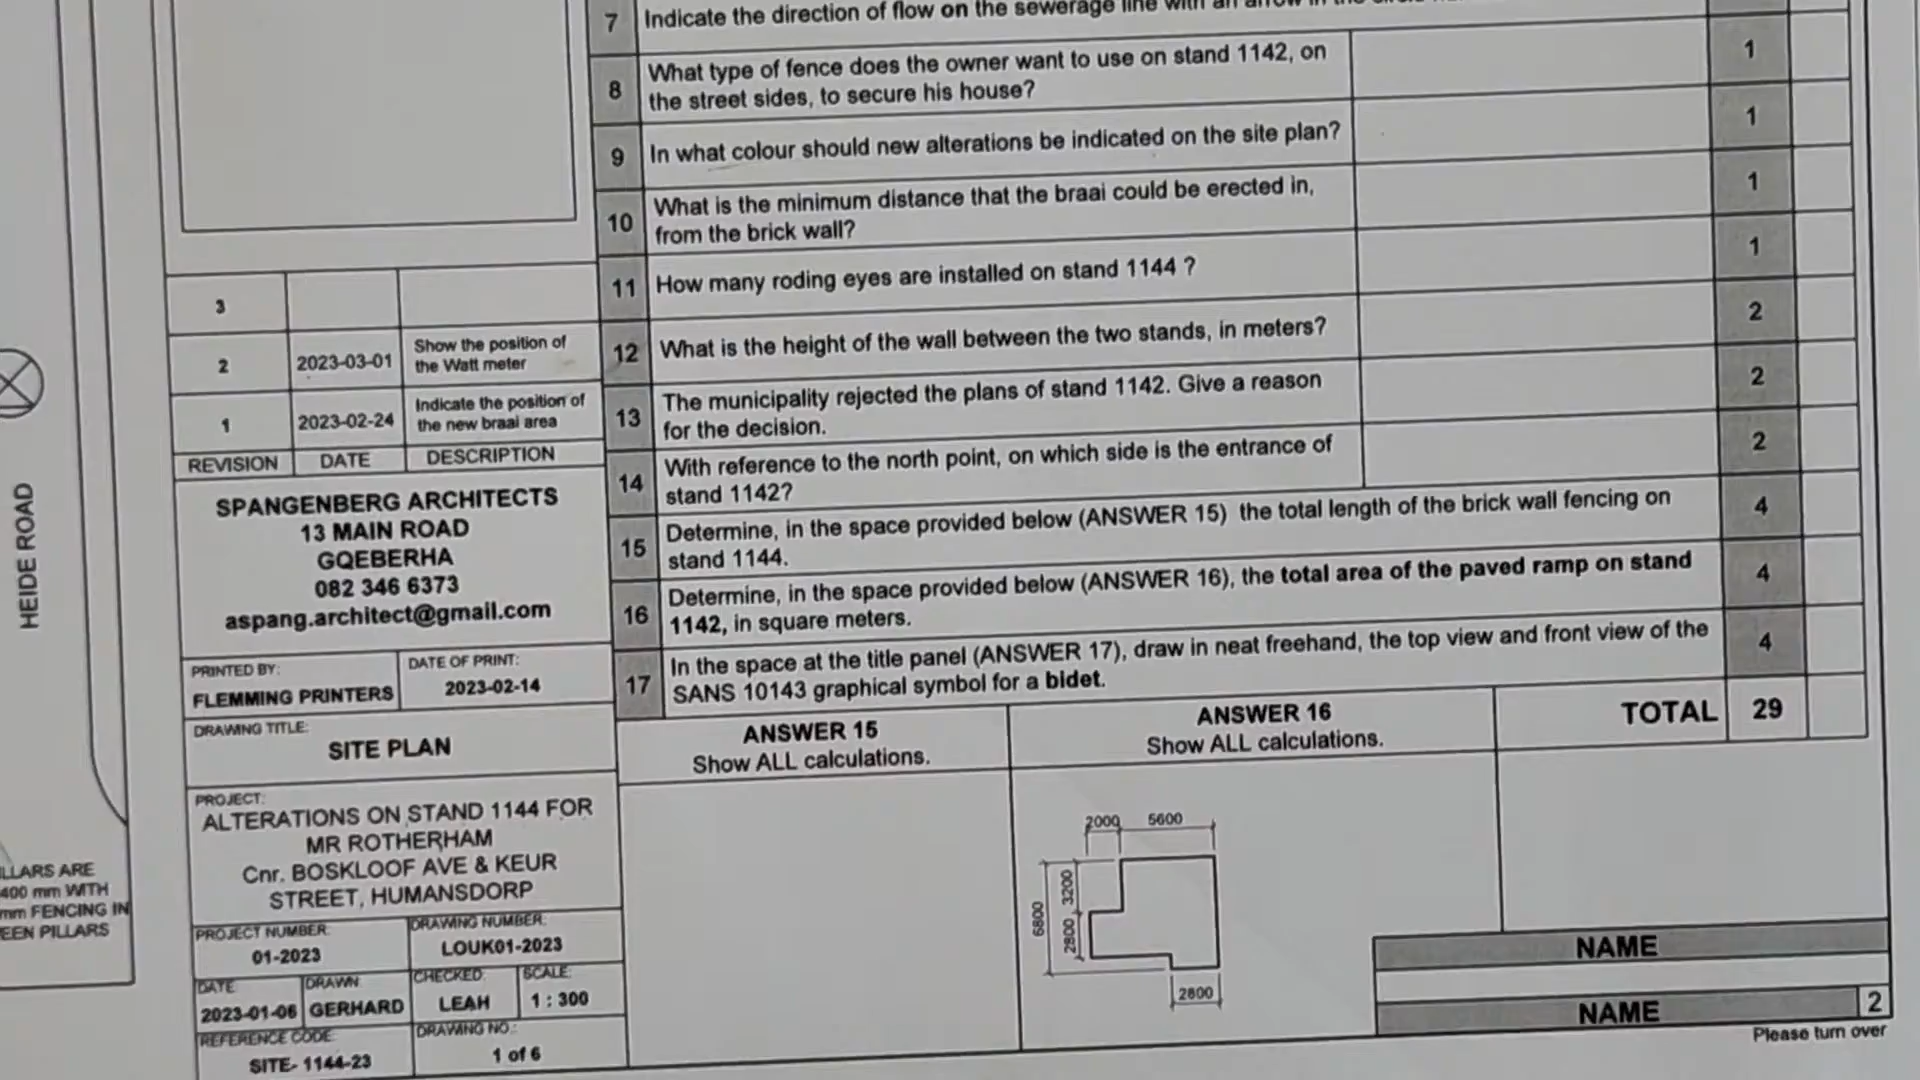 7 Indicate the direction of flow on the sewerage line with an arrow in the
8 What type of fence does the owner want to use on stand 1142, on
the street sides, to secure his house?
1
9 In what colour should new alterations be indicated on the site plan?
1
10 What is the minimum distance that the braai could be erected in,
from the brick wall?
1
11 How many roding eyes are installed on stand 1144 ?
1
12 What is the height of the wall between the two stands, in meters?
2
13 The municipality rejected the plans of stand 1142. Give a reason
for the decision.
2
14 With reference to the north point, on which side is the entrance of
stand 1142?
2
15 Determine, in the space provided below (ANSWER 15) the total length of the brick wall fencing on
stand 1144.
4
16 Determine, in the space provided below (ANSWER 16), the total area of the paved ramp on stand
1142, in square meters.
4
17 In the space at the title panel (ANSWER 17), draw in neat freehand, the top view and front view of the
SANS 10143 graphical symbol for a bidet.
4
TOTAL 29
ANSWER 15
Show ALL calculations.
ANSWER 16
Show ALL calculations.
2000 5600
6800
3200
2800
2800
NAME
NAME
2
Please turn over
3
2 2023-03-01 Show the position of
the Watt meter
1 2023-02-24 Indicate the position of
the new braai area
REVISION DATE DESCRIPTION
SPANGENBERG ARCHITECTS
13 MAIN ROAD
GQEBERHA
082 346 6373
aspang.architect@gmail.com
PRINTED BY:
FLEMMING PRINTERS
DATE OF PRINT:
2023-02-14
DRAWING TITLE:
SITE PLAN
PROJECT:
ALTERATIONS ON STAND 1144 FOR
MR ROTHERHAM
Cnr. BOSKLOOF AVE & KEUR
STREET, HUMANSDORP
PROJECT NUMBER:
01-2023
DRAWING NUMBER:
LOUK01-2023
DATE
2023-01-06
DRAWN
GERHARD
CHECKED:
LEAH
SCALE:
1 : 300
REFERENCE CODE:
SITE- 1144-23
DRAWING NO.:
1 of 6
HEIDE ROAD
LLARS ARE
400 mm WITH
mm FENCING IN
EEN PILLARS